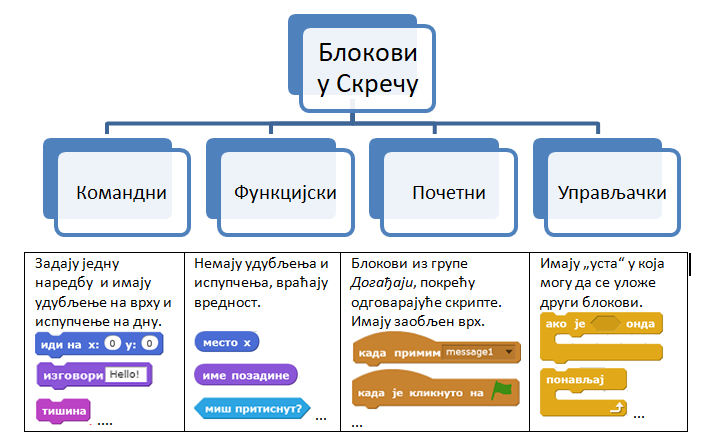 Блокови
у Скречу
Командни
Функцијски
Почетни
Управљачки
Задају једну
наредбу и имају
удубљење на врху и
испупчење на дну.
иди на x: 0 y: 0
изговори Hello!
тишина
....
Немају удубљења и
испупчења, враћају
вредност.
место x
име позадине
миш притиснут?
...
Блокови из групе
Догађаји, покрећу
одговарајуће скрипте.
Имају заобљен врх.
када примим message1
када је кликнуто на
...
Имају „уста“ у која
могу да се уложе
други блокови.
ако је онда
понављај
...